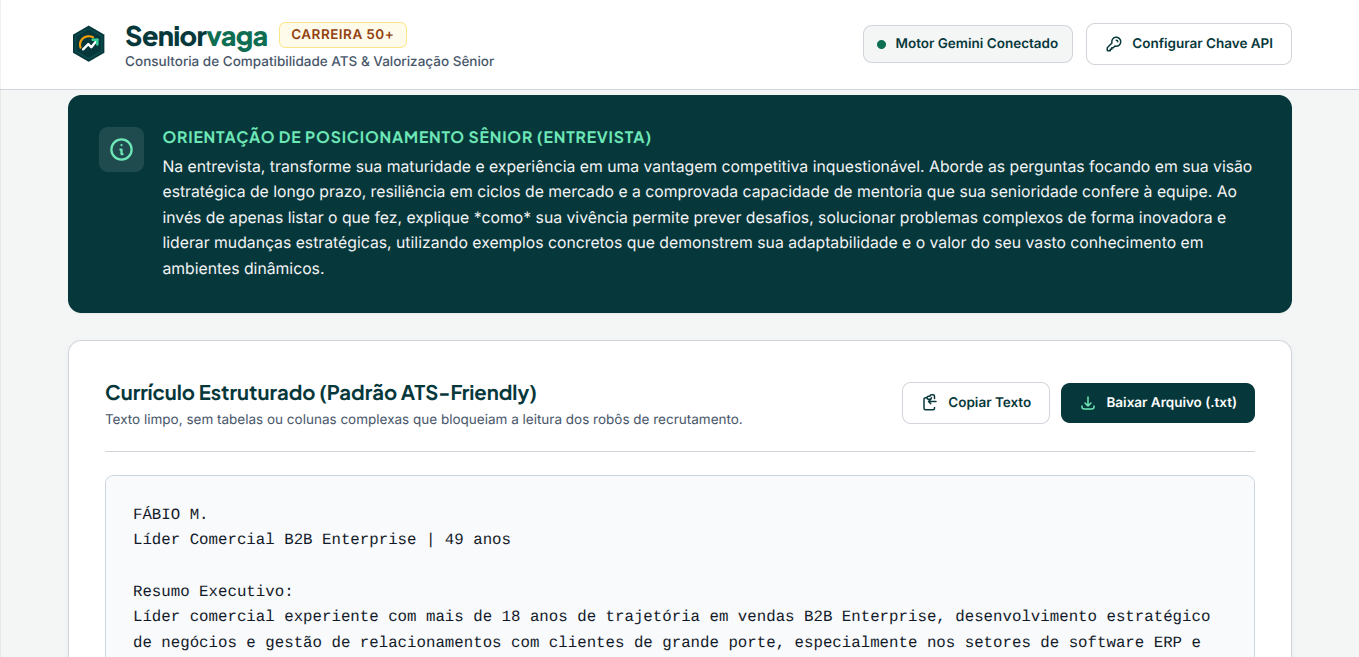 Seniorvaga
CARREIRA 50+
Consultoria de Compatibilidade ATS & Valorização Sênior
Motor Gemini Conectado
Configurar Chave API
ORIENTAÇÃO DE POSICIONAMENTO SÊNIOR (ENTREVISTA)
Na entrevista, transforme sua maturidade e experiência em uma vantagem competitiva inquestionável. Aborde as perguntas focando em sua visão
estratégica de longo prazo, resiliência em ciclos de mercado e a comprovada capacidade de mentoria que sua senioridade confere à equipe. Ao
invés de apenas listar o que fez, explique *como* sua vivência permite prever desafios, solucionar problemas complexos de forma inovadora e
liderar mudanças estratégicas, utilizando exemplos concretos que demonstrem sua adaptabilidade e o valor do seu vasto conhecimento em
ambientes dinâmicos.
Currículo Estruturado (Padrão ATS-Friendly)
Texto limpo, sem tabelas ou colunas complexas que bloqueiam a leitura dos robôs de recrutamento.
Copiar Texto
Baixar Arquivo (.txt)
FÁBIO M.
Líder Comercial B2B Enterprise | 49 anos
Resumo Executivo:
Líder comercial experiente com mais de 18 anos de trajetória em vendas B2B Enterprise, desenvolvimento estratégico
de negócios e gestão de relacionamentos com clientes de grande porte, especialmente nos setores de software ERP e